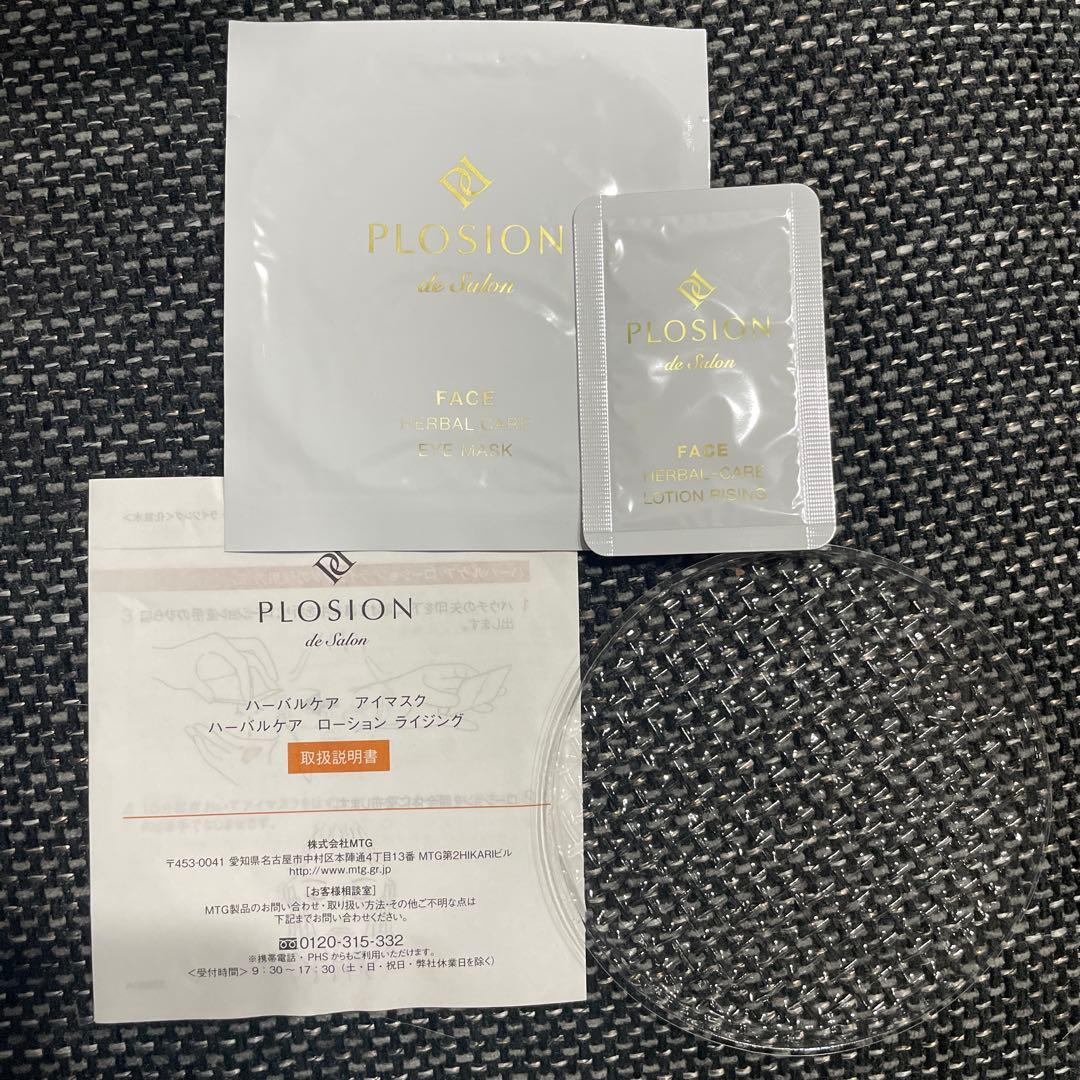 PLOSION
de Salon
FACE
HERBAL CARE
EYE MASK
PLOSION
de Salon
FACE
HERBAL-CARE
LOTION RISING
PLOSION
de Salon
ハーバルケア アイマスク
ハーバルケア ローション ライジング
取扱説明書
株式会社MTG
〒453-0041 愛知県名古屋市中村区本陣通4丁目13番 MTG第2HIKARIビル
http://www.mtg.gr.jp
[お客様相談室]
MTG製品のお問い合わせ・取り扱い方法・その他ご不明な点は
下記までお問い合わせください。
0120-315-332
※携帯電話・PHSからもご利用いただけます。
<受付時間> 9:30～17:30 (土・日・祝日・弊社休業日を除く)